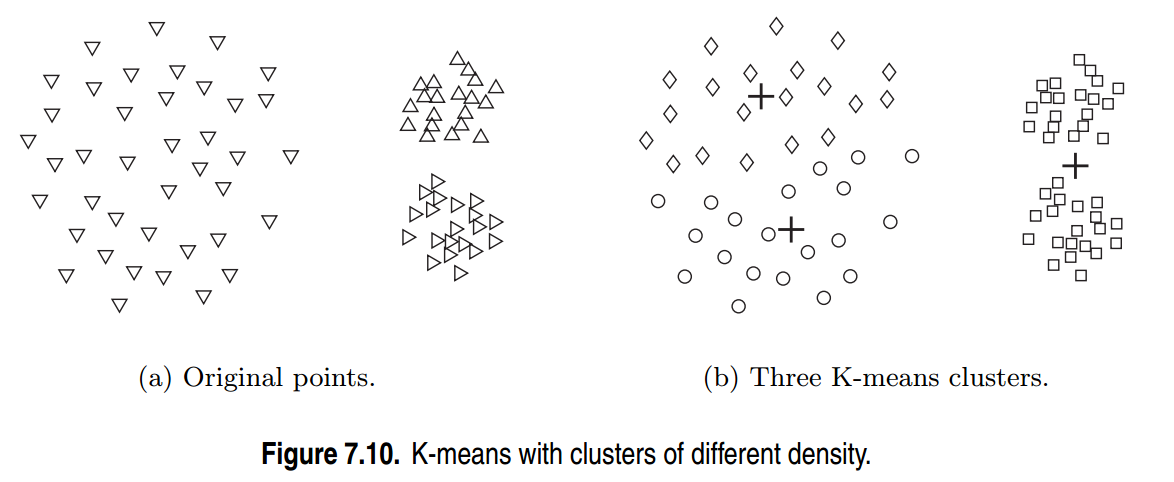 (a) Original points.
(b) Three K-means clusters.
Figure 7.10. K-means with clusters of different density.